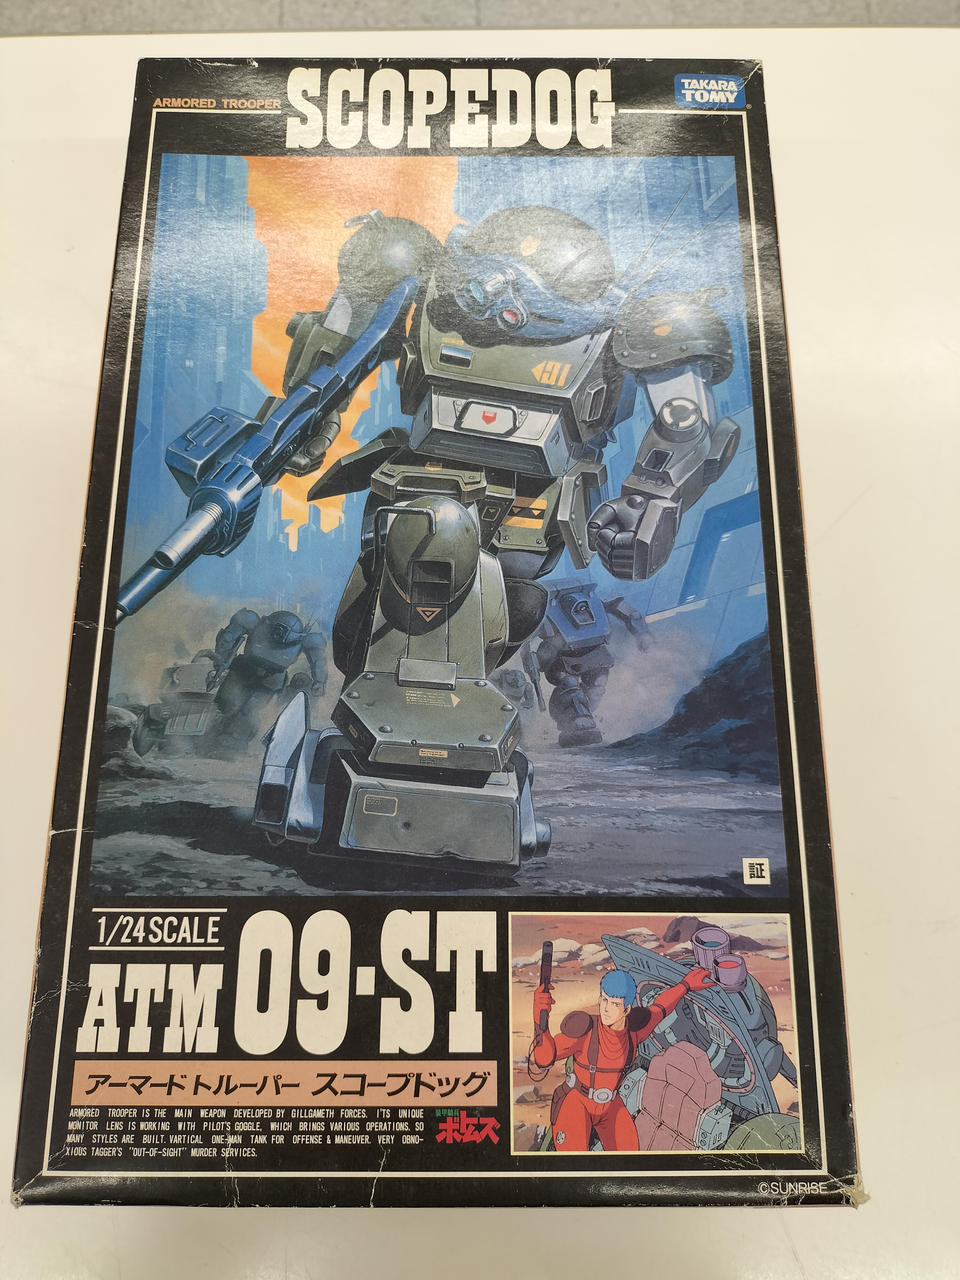 ARMORED TROOPER SCOPEDOG
TAKARA
TOMY
証
1/24 SCALE
ATM 09-ST
アーマードトルーパー スコープドッグ
ARMORED TROOPER IS THE MAIN WEAPON DEVELOPED BY GILLGAMETH FORCES. ITS UNIQUE
MONITOR LENS IS WORKING WITH PILOT'S GOGGLE, WHICH BRINGS VARIOUS OPERATIONS. SO
MANY STYLES ARE BUILT. VARTICAL ONE-MAN TANK FOR OFFENSE & MANEUVER. VERY OBNO-
XIOUS TAGGER'S "OUT-OF-SIGHT" MURDER SERVICES.
装甲騎兵
ボトムズ
©SUNRISE